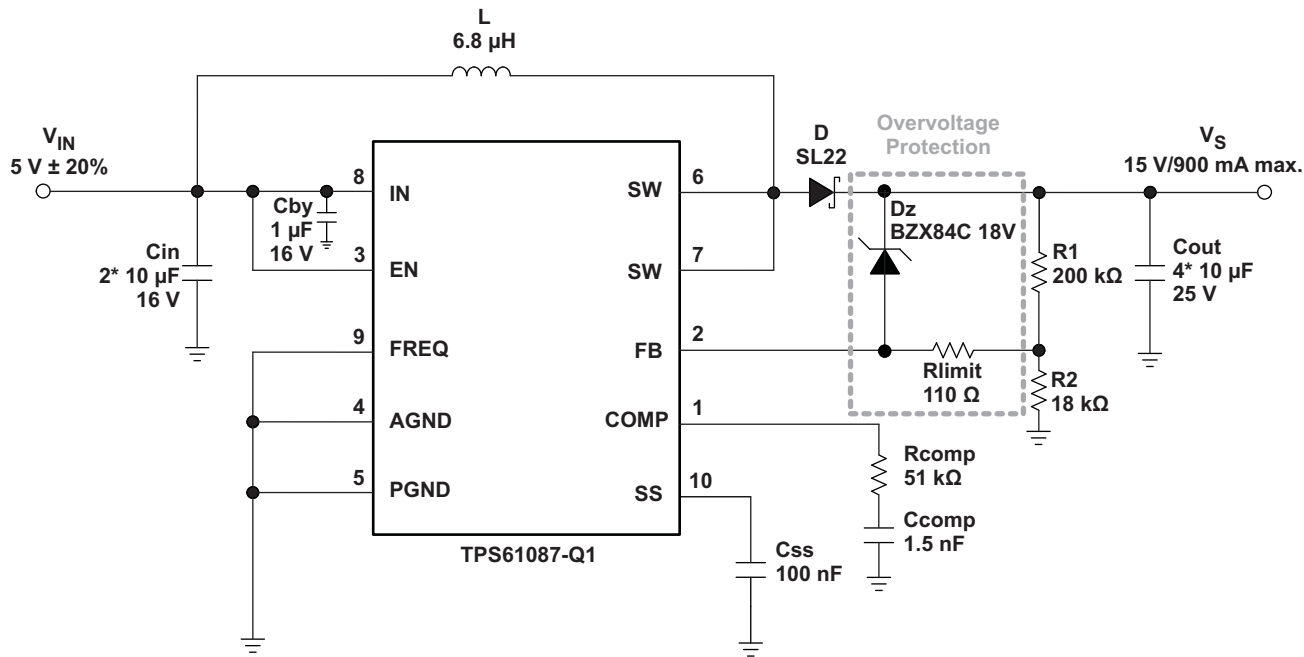 L
6.8 µH
V_IN
5 V ± 20%
Cin
2* 10 µF
16 V
Cby
1 µF
16 V
8
IN
3
EN
9
FREQ
4
AGND
5
PGND
6
SW
7
SW
2
FB
1
COMP
10
SS
TPS61087-Q1
D
SL22
Overvoltage
Protection
Dz
BZX84C 18V
Rlimit
110 Ω
R1
200 kΩ
R2
18 kΩ
V_S
15 V/900 mA max.
Cout
4* 10 µF
25 V
Rcomp
51 kΩ
Ccomp
1.5 nF
Css
100 nF